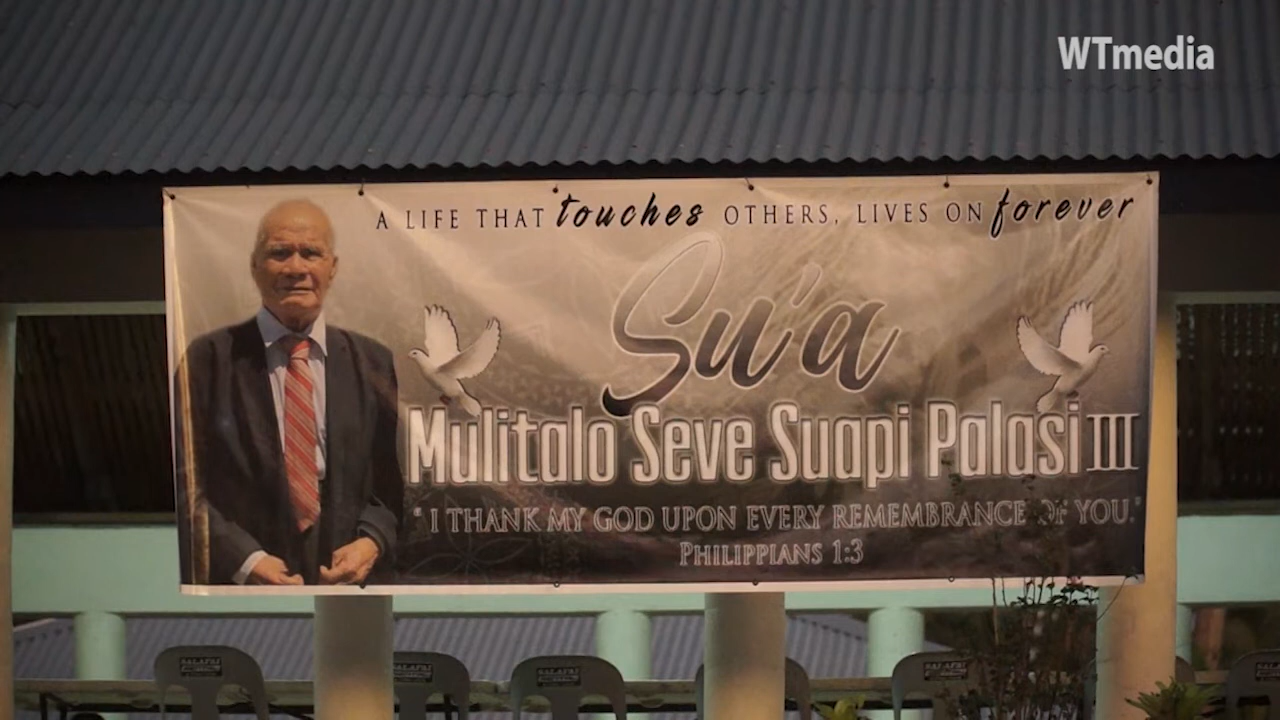 WTmedia
A LIFE THAT touches OTHERS, LIVES ON forever
Su'a
Mulitalo Seve Suapi Palasi III
"I THANK MY GOD UPON EVERY REMEMBRANCE OF YOU."
PHILIPPIANS 1:3